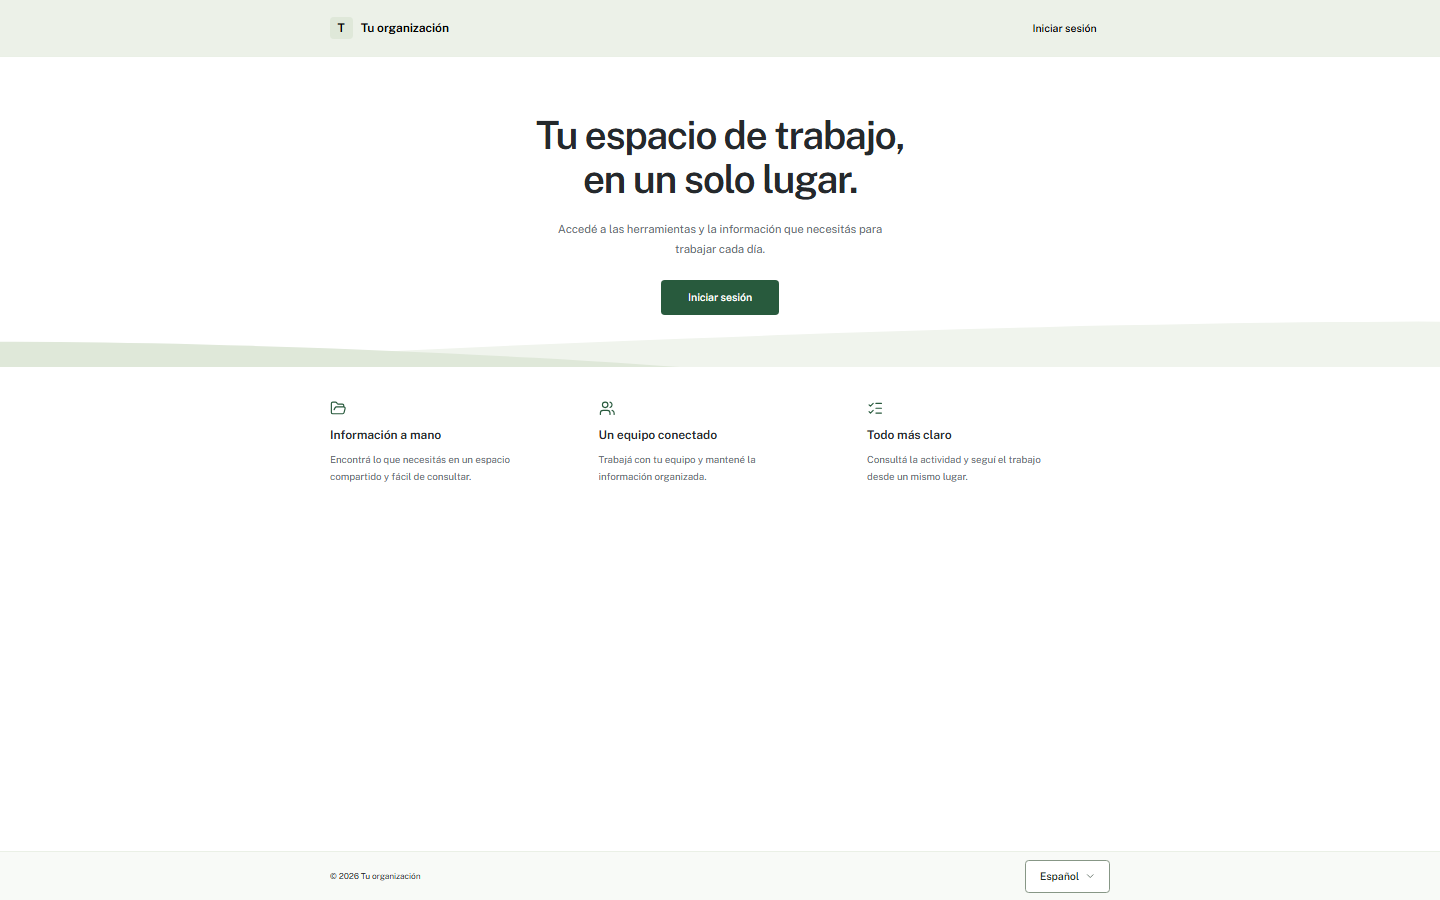 T Tu organización
Iniciar sesión
Tu espacio de trabajo,
en un solo lugar.
Accedé a las herramientas y la información que necesitás para
trabajar cada día.
Iniciar sesión
Información a mano
Encontrá lo que necesitás en un espacio
compartido y fácil de consultar.
Un equipo conectado
Trabajá con tu equipo y mantené la
información organizada.
Todo más claro
Consultá la actividad y seguí el trabajo
desde un mismo lugar.
© 2026 Tu organización
Español